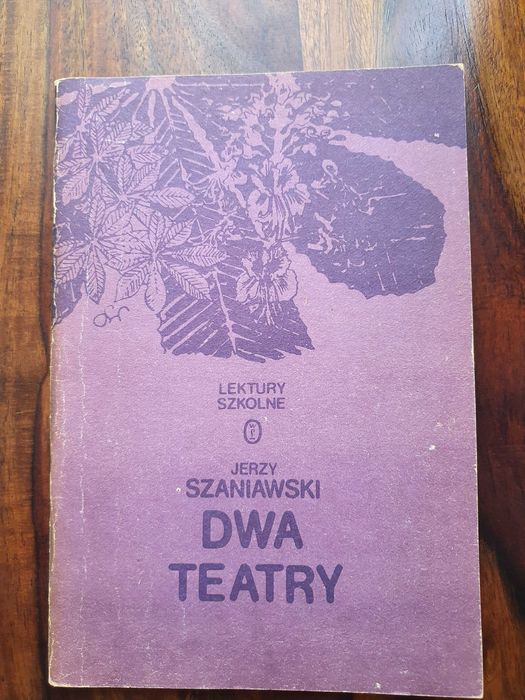 LEKTURY
SZKOLNE
JERZY
SZANIAWSKI
DWA
TEATRY